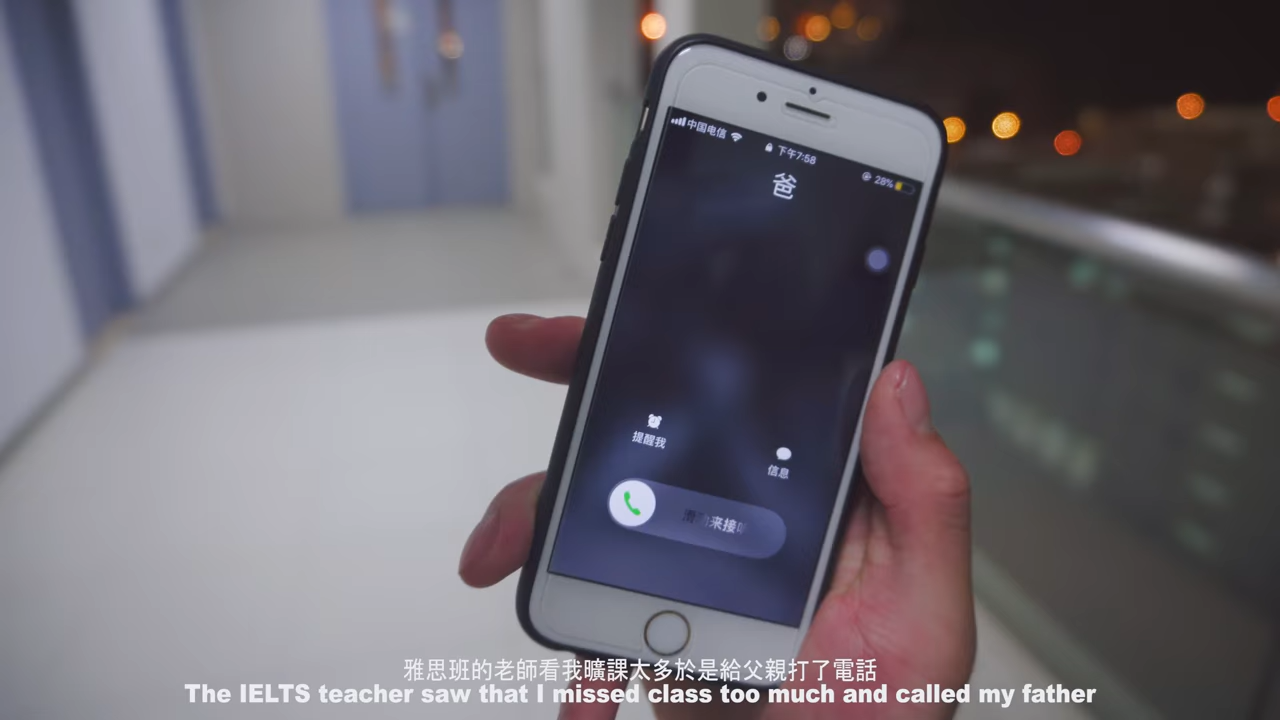 中国电信
下午7:58
28%
爸
提醒我
信息
来接
雅思班的老師看我曠課太多於是給父親打了電話
The IELTS teacher saw that I missed class too much and called my father